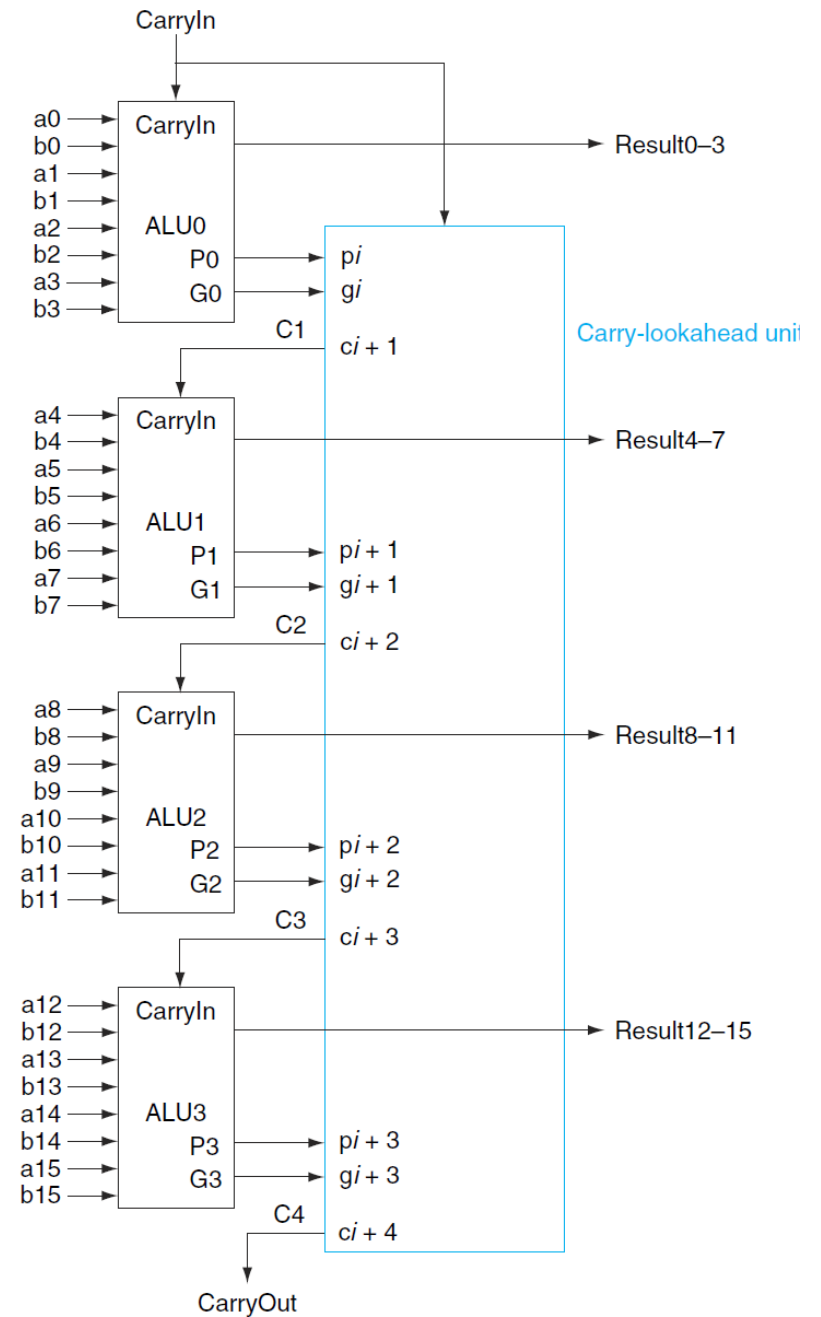 CarryIn
a0
b0
a1
b1
a2
b2
a3
b3
CarryIn
ALU0
P0
G0
Result0–3
pi
gi
C1
ci + 1
Carry-lookahead unit
a4
b4
a5
b5
a6
b6
a7
b7
CarryIn
ALU1
P1
G1
Result4–7
pi + 1
gi + 1
C2
ci + 2
a8
b8
a9
b9
a10
b10
a11
b11
CarryIn
ALU2
P2
G2
Result8–11
pi + 2
gi + 2
C3
ci + 3
a12
b12
a13
b13
a14
b14
a15
b15
CarryIn
ALU3
P3
G3
Result12–15
pi + 3
gi + 3
C4
ci + 4
CarryOut